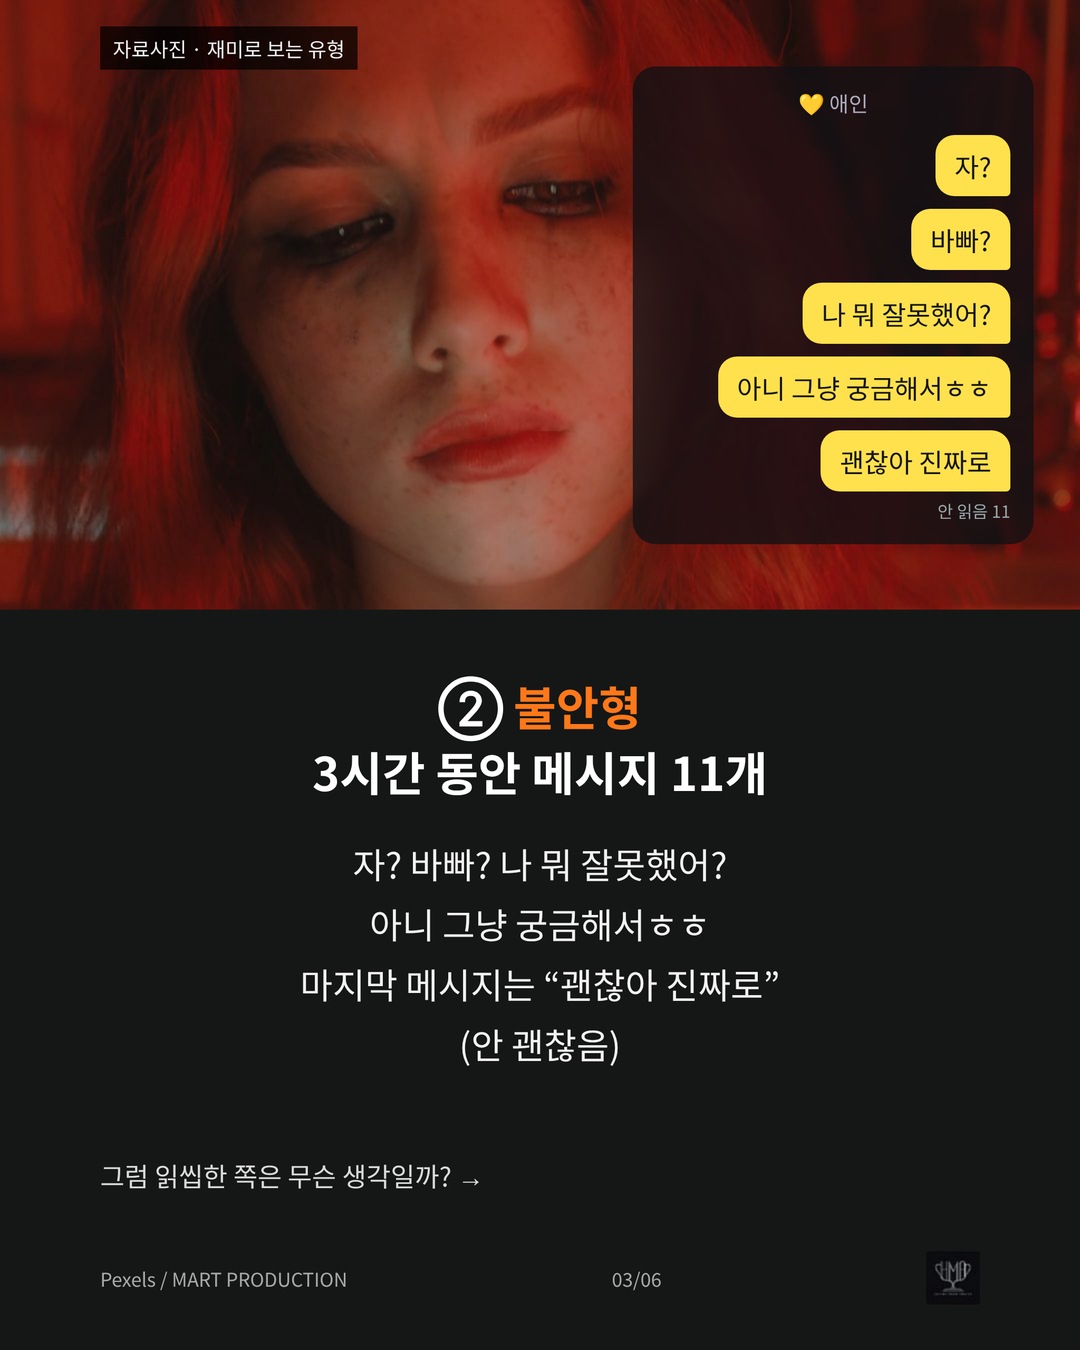 자료사진 · 재미로 보는 유형
💛 애인
자?
바빠?
나 뭐 잘못했어?
아니 그냥 궁금해서ㅎㅎ
괜찮아 진짜로
안 읽음 11
② 불안형
3시간 동안 메시지 11개
자? 바빠? 나 뭐 잘못했어?
아니 그냥 궁금해서ㅎㅎ
마지막 메시지는 “괜찮아 진짜로”
(안 괜찮음)
그럼 읽씹한 쪽은 무슨 생각일까? →
Pexels / MART PRODUCTION
03/06